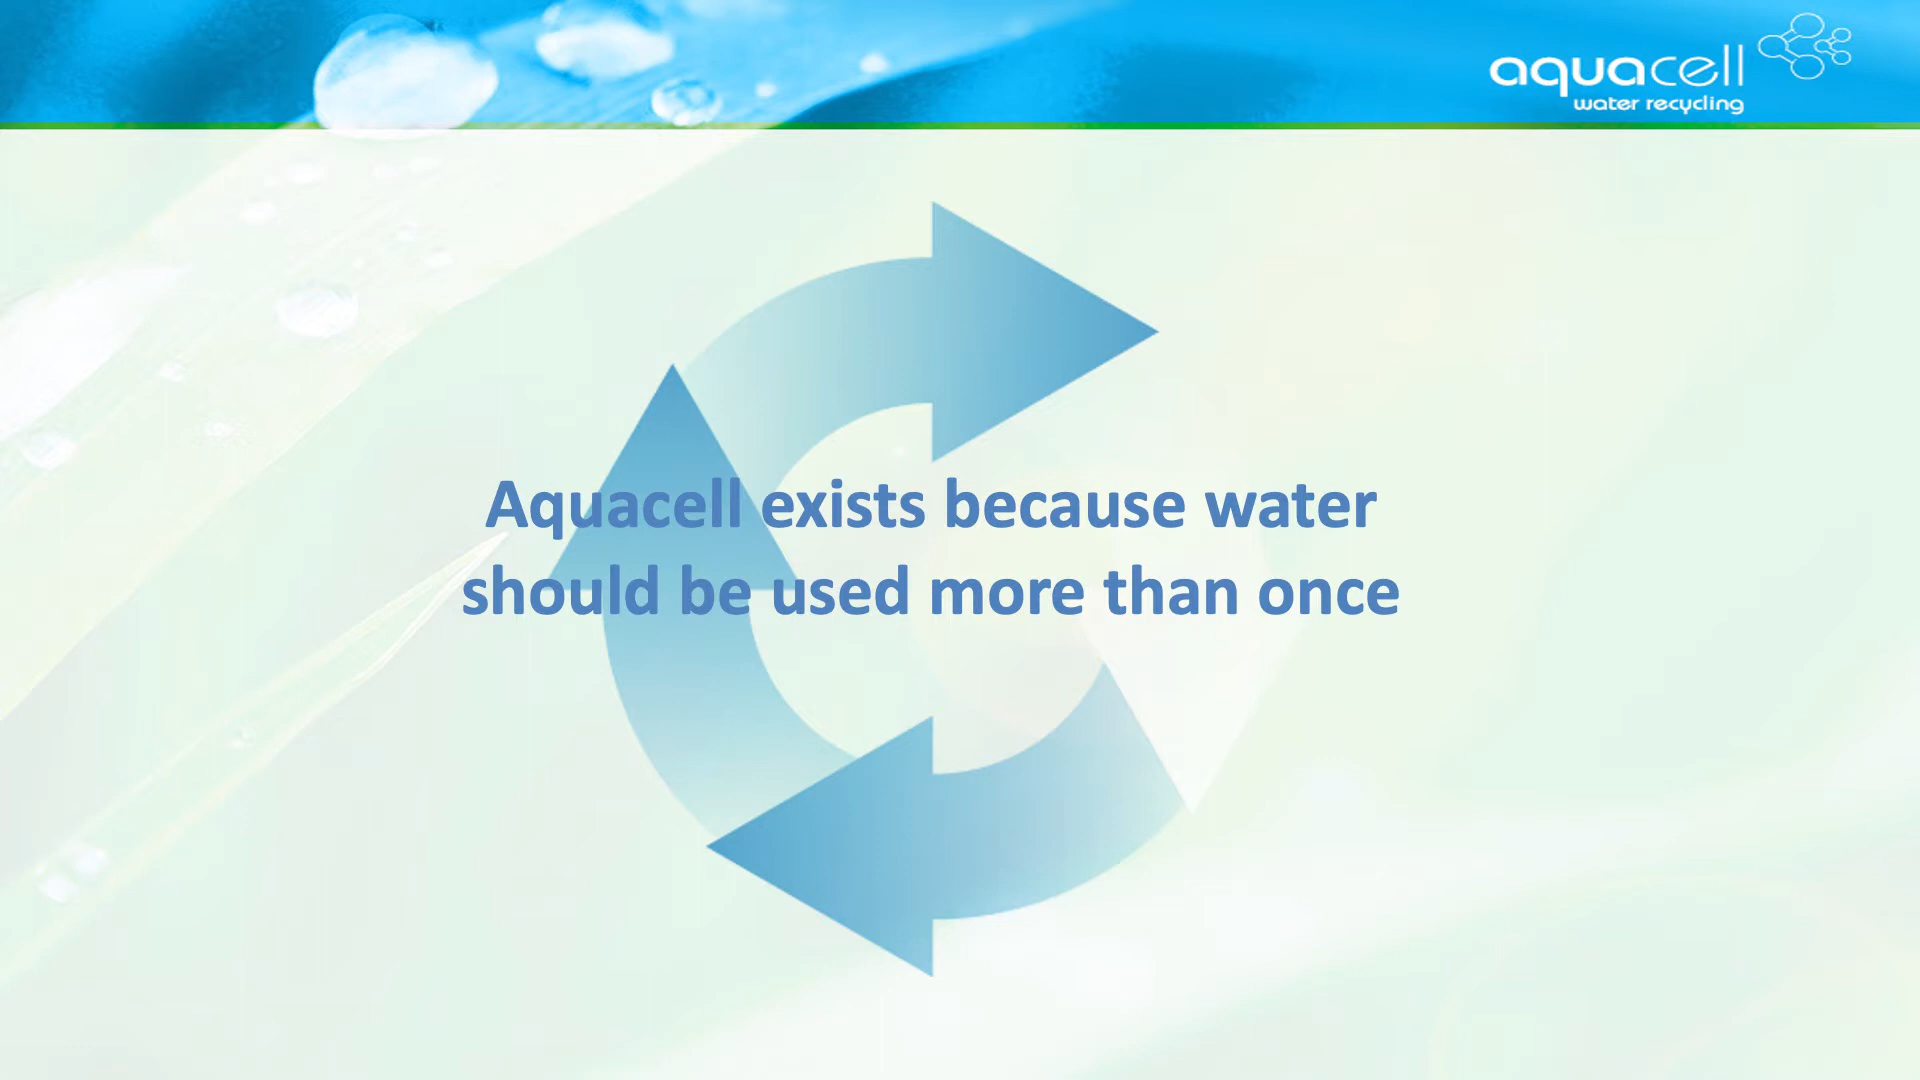 aquacell
water recycling
Aquacell exists because water
should be used more than once